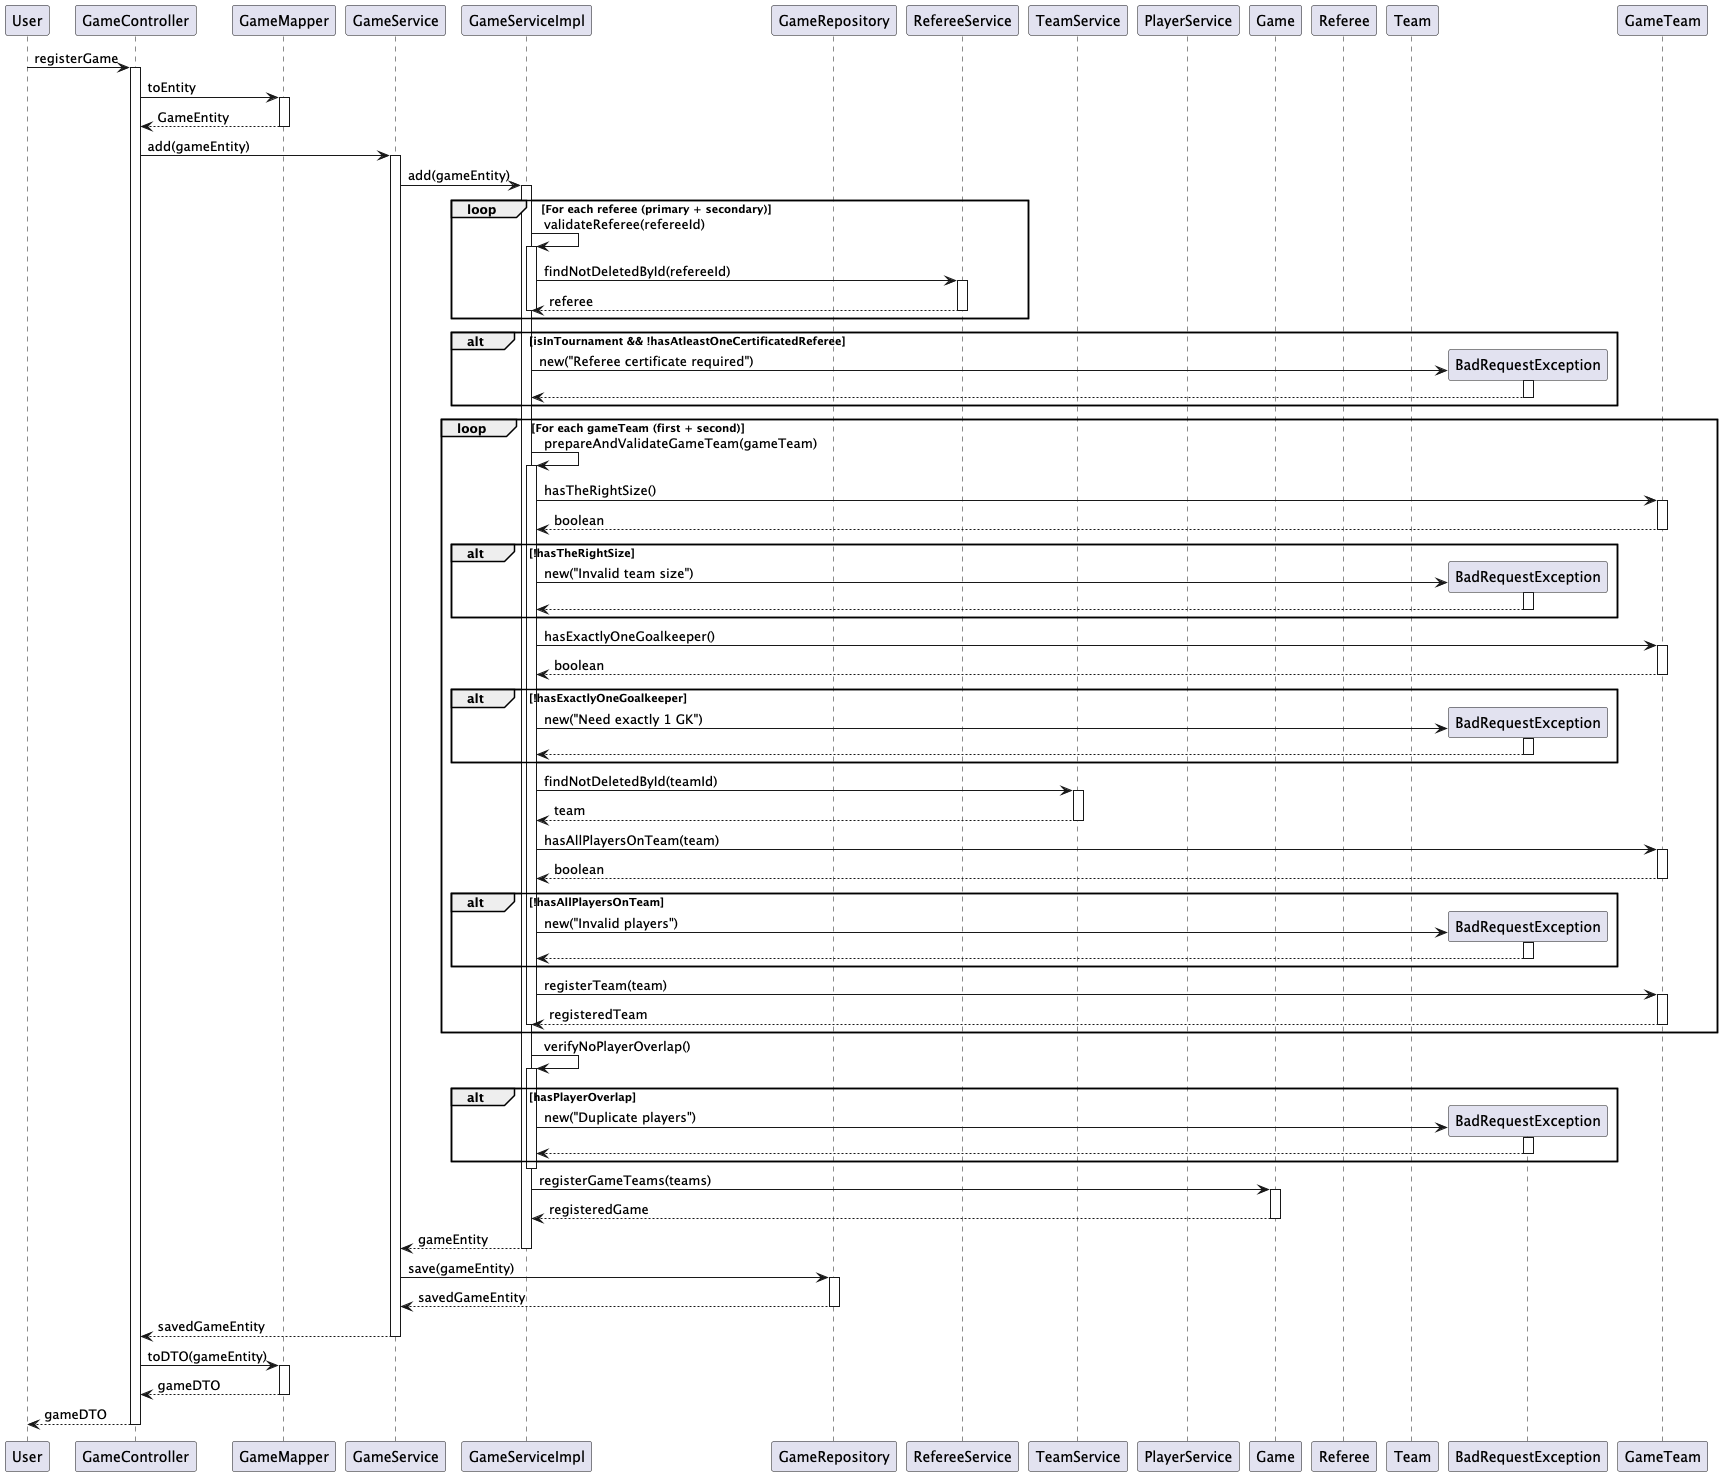 User GameController GameMapper GameService GameServiceImpl GameRepository RefereeService TeamService PlayerService Game Referee Team GameTeam
registerGame
toEntity
GameEntity
add(gameEntity)
add(gameEntity)
loop [For each referee (primary + secondary)]
validateReferee(refereeId)
findNotDeletedById(refereeId)
referee
alt [isInTournament && !hasAtleastOneCertificatedReferee]
new("Referee certificate required") BadRequestException
loop [For each gameTeam (first + second)]
prepareAndValidateGameTeam(gameTeam)
hasTheRightSize()
boolean
alt [!hasTheRightSize]
new("Invalid team size") BadRequestException
hasExactlyOneGoalkeeper()
boolean
alt [!hasExactlyOneGoalkeeper]
new("Need exactly 1 GK") BadRequestException
findNotDeletedById(teamId)
team
hasAllPlayersOnTeam(team)
boolean
alt [!hasAllPlayersOnTeam]
new("Invalid players") BadRequestException
registerTeam(team)
registeredTeam
verifyNoPlayerOverlap()
alt [hasPlayerOverlap]
new("Duplicate players") BadRequestException
registerGameTeams(teams)
registeredGame
gameEntity
save(gameEntity)
savedGameEntity
savedGameEntity
toDTO(gameEntity)
gameDTO
gameDTO
User GameController GameMapper GameService GameServiceImpl GameRepository RefereeService TeamService PlayerService Game Referee Team BadRequestException GameTeam